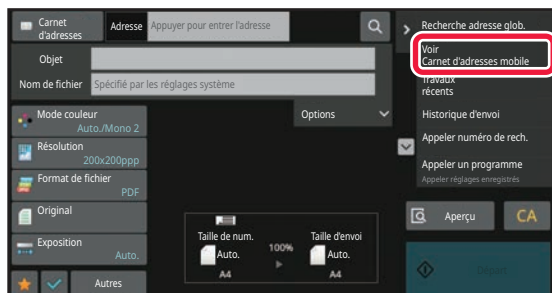 Carnet
d'adresses
Adresse
Appuyer pour entrer l'adresse
Objet
Nom de fichier
Spécifié par les réglages système
Mode couleur
Auto./Mono 2
Résolution
200x200ppp
Format de fichier
PDF
Original
Exposition
Auto.
Autres
Options
Taille de num.
Auto.
A4
100%
Taille d'envoi
Auto.
A4
Recherche adresse glob.
Voir
Carnet d'adresses mobile
Travaux
récents
Historique d'envoi
Appeler numéro de rech.
Appeler un programme
Appeler réglages enregistrés
Aperçu
CA
Départ